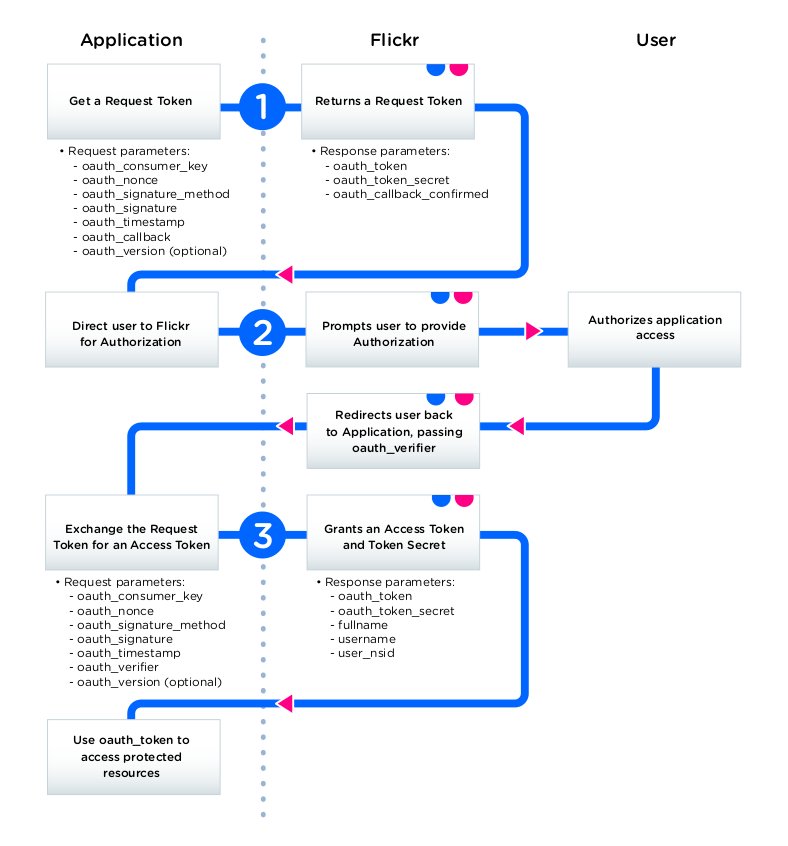 Application
Flickr
User
Get a Request Token
1
Returns a Request Token
• Request parameters:
- oauth_consumer_key
- oauth_nonce
- oauth_signature_method
- oauth_signature
- oauth_timestamp
- oauth_callback
- oauth_version (optional)
• Response parameters:
- oauth_token
- oauth_token_secret
- oauth_callback_confirmed
Direct user to Flickr
for Authorization
2
Prompts user to provide
Authorization
Authorizes application
access
Redirects user back
to Application, passing
oauth_verifier
Exchange the Request
Token for an Access Token
3
Grants an Access Token
and Token Secret
• Request parameters:
- oauth_consumer_key
- oauth_nonce
- oauth_signature_method
- oauth_signature
- oauth_timestamp
- oauth_verifier
- oauth_version (optional)
• Response parameters:
- oauth_token
- oauth_token_secret
- fullname
- username
- user_nsid
Use oauth_token to
access protected
resources